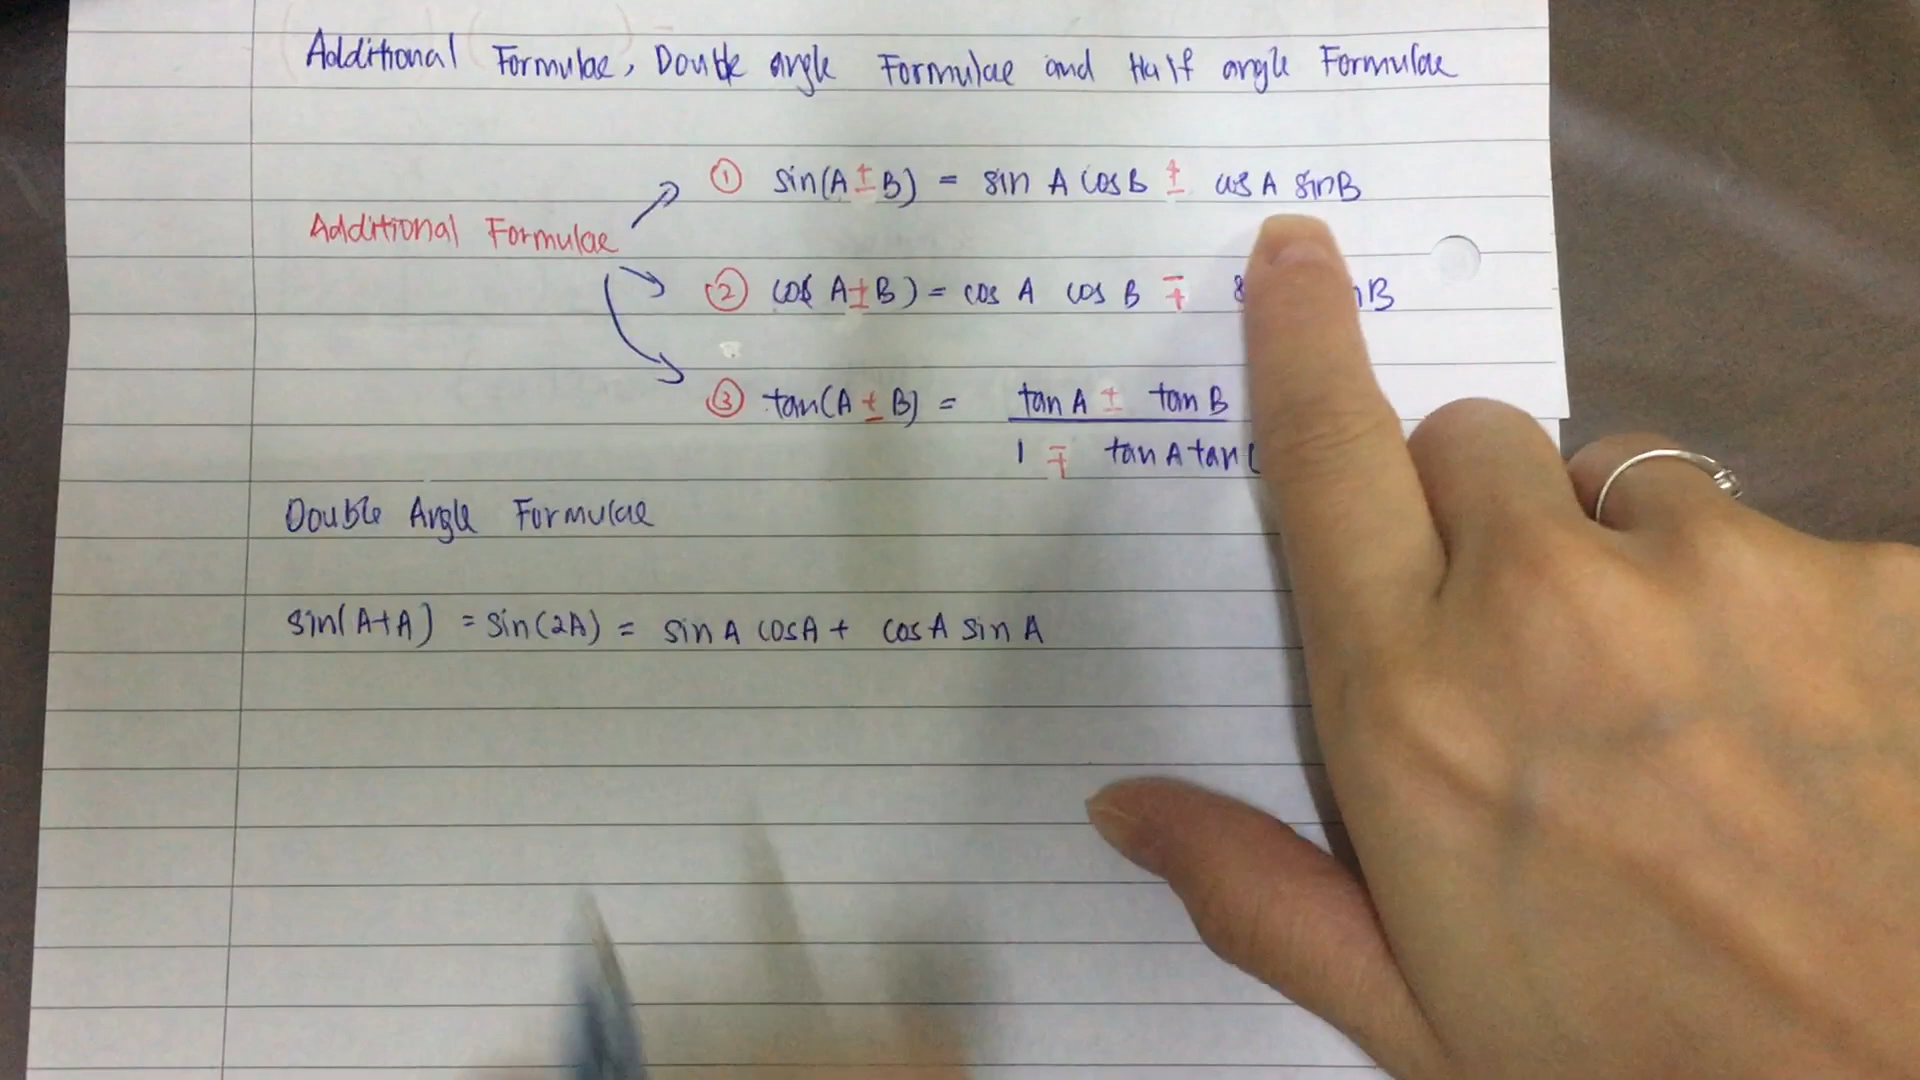 Additional Formulae, Double angle Formulae and Half angle Formulae
① sin(A ± B) = sin A cos B ± cos A sin B
Additional Formulae
② cos(A ± B) = cos A cos B ∓ B
③ tan(A ± B) = tan A ± tan B
1 ∓ tan A tan
Double Angle Formulae
sin(A+A) = sin(2A) = sin A cos A + cos A sin A